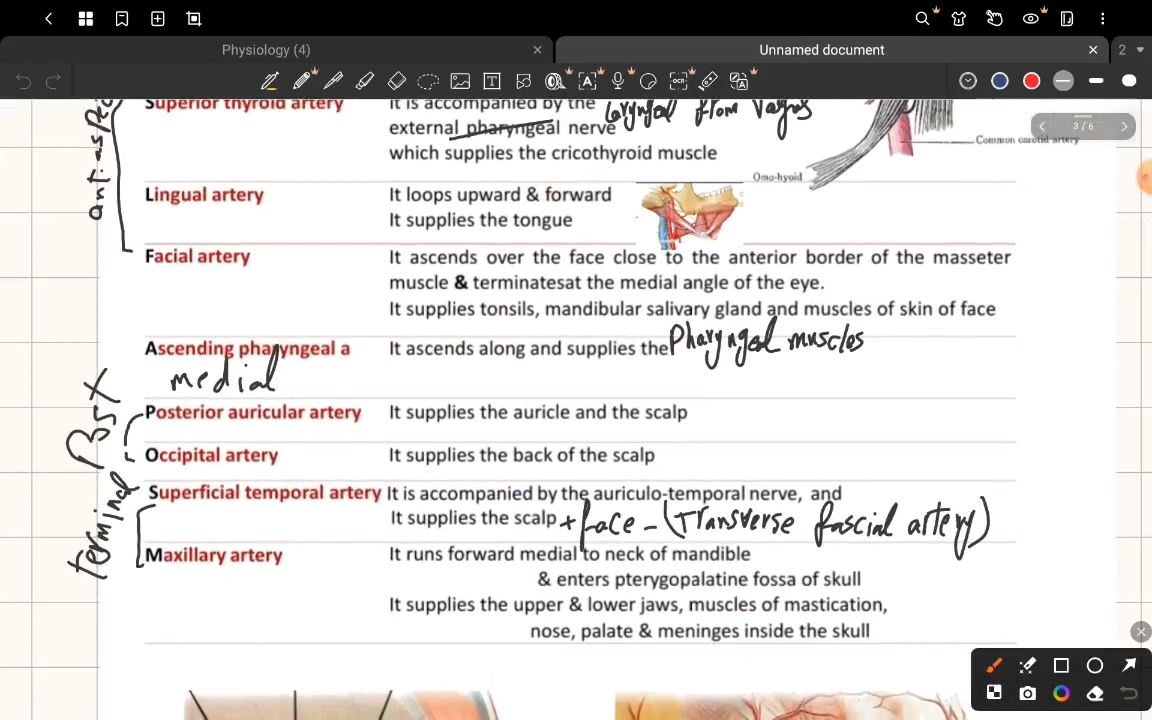 Physiology (4)
Unnamed document
2
3/6
ant. aspect
Superior thyroid artery
It is accompanied by the Laryngeal from Vagus
external pharyngeal nerve
which supplies the cricothyroid muscle
Common carotid artery
Omo-hyoid
Lingual artery
It loops upward & forward
It supplies the tongue
Facial artery
It ascends over the face close to the anterior border of the masseter
muscle & terminatesat the medial angle of the eye.
It supplies tonsils, mandibular salivary gland and muscles of skin of face
Ascending pharyngeal a
It ascends along and supplies the Pharyngeal muscles
medial
Posterior auricular artery
It supplies the auricle and the scalp
Occipital artery
It supplies the back of the scalp
terminal
Superficial temporal artery
It is accompanied by the auriculo-temporal nerve, and
It supplies the scalp + face - (Transverse fascial artery)
Maxillary artery
It runs forward medial to neck of mandible
& enters pterygopalatine fossa of skull
It supplies the upper & lower jaws, muscles of mastication,
nose, palate & meninges inside the skull